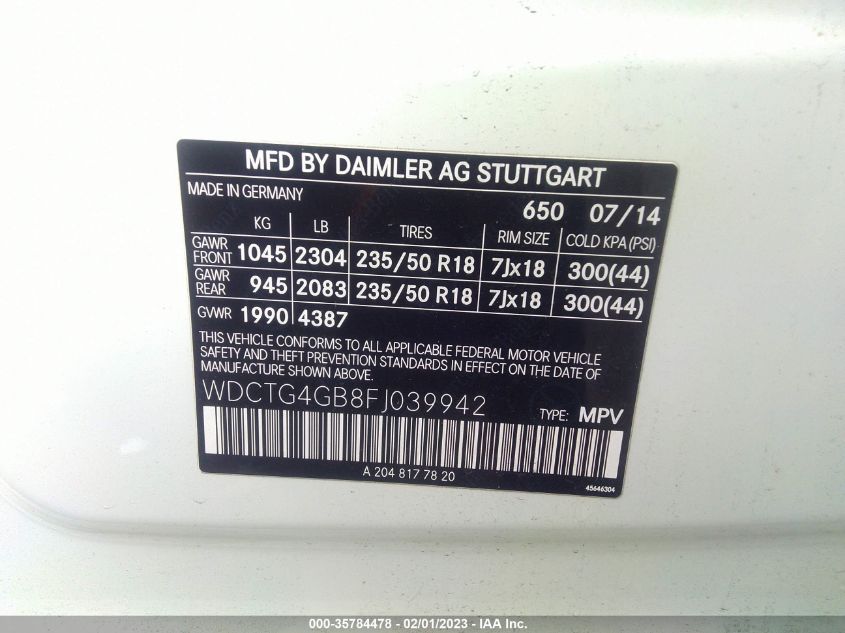 MFD BY DAIMLER AG STUTTGART
MADE IN GERMANY
650 07/14
KG LB TIRES RIM SIZE COLD KPA (PSI)
GAWR FRONT 1045 2304 235/50 R18 7Jx18 300(44)
GAWR REAR 945 2083 235/50 R18 7Jx18 300(44)
GVWR 1990 4387
THIS VEHICLE CONFORMS TO ALL APPLICABLE FEDERAL MOTOR VEHICLE
SAFETY AND THEFT PREVENTION STANDARDS IN EFFECT ON THE DATE OF
MANUFACTURE SHOWN ABOVE.
WDCTG4GB8FJ039942
TYPE: MPV
A 204 817 78 20
45646304
000-35784478 - 02/01/2023 - IAA Inc.